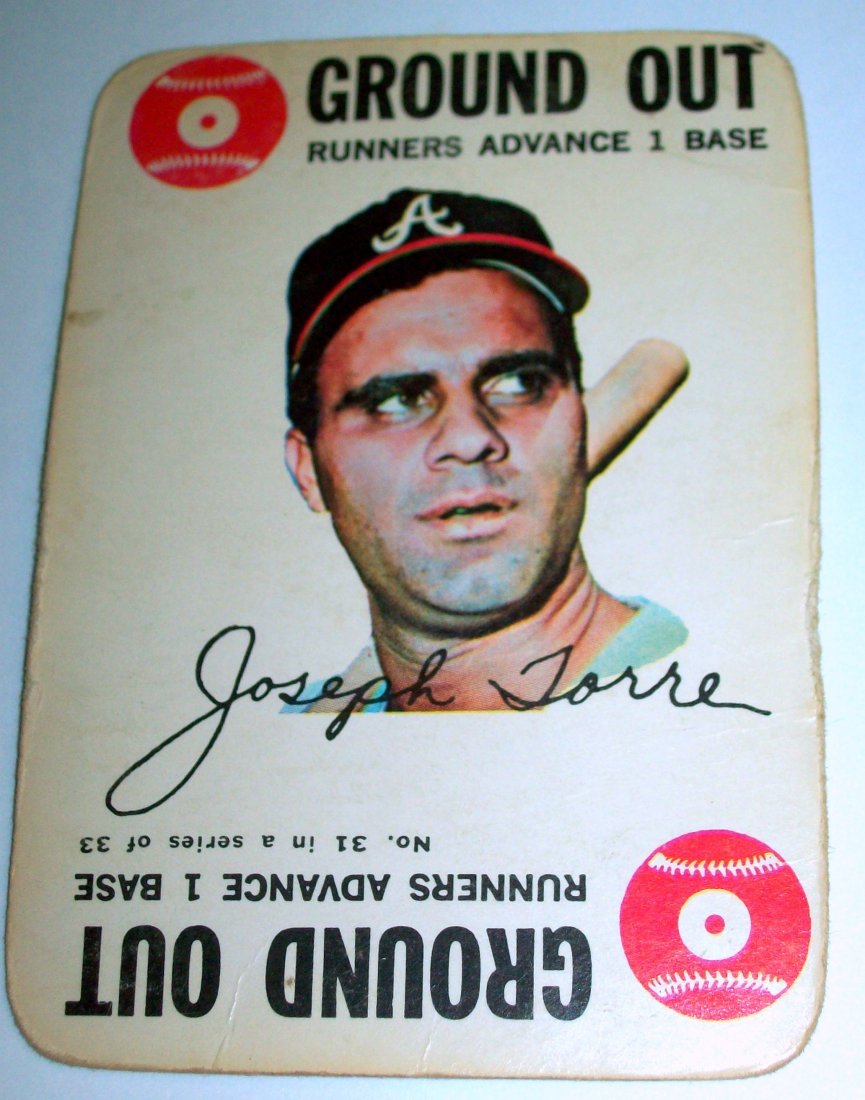 GROUND OUT
RUNNERS ADVANCE 1 BASE
A
Joseph Torre
No. 31 in a series of 33
RUNNERS ADVANCE 1 BASE
GROUND OUT